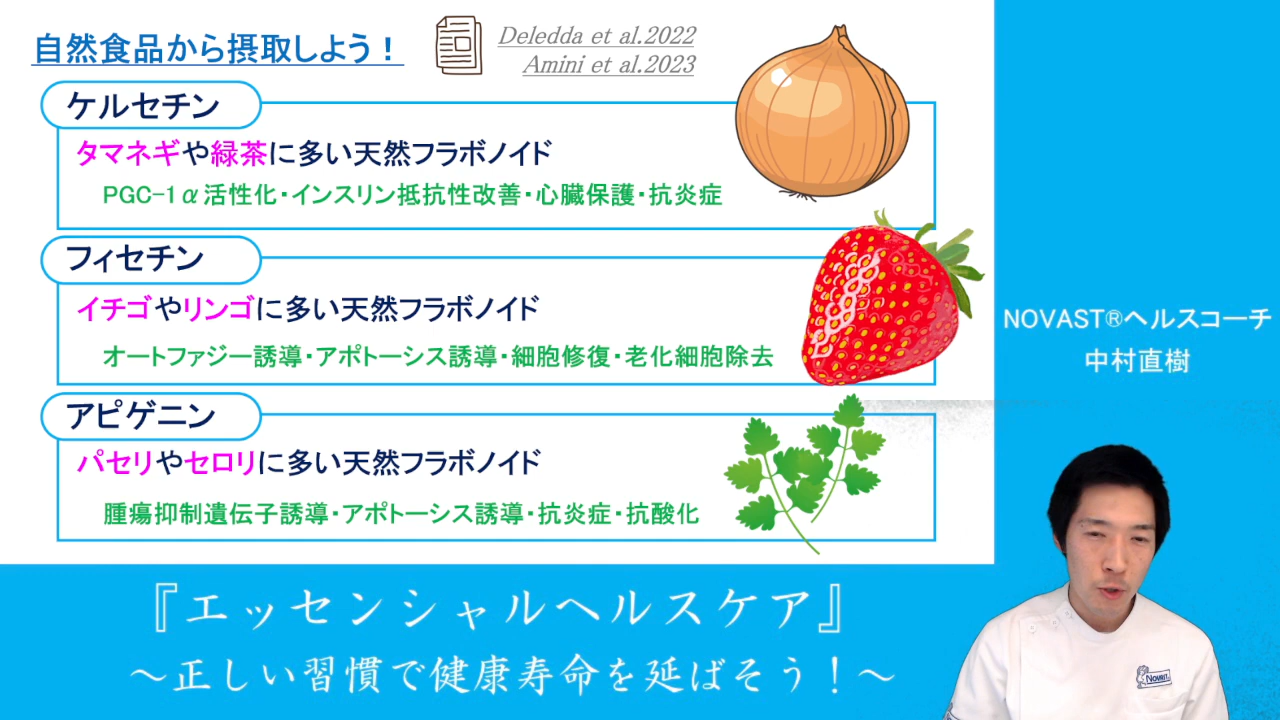 自然食品から摂取しよう！
Deledda et al.2022
Amini et al.2023
ケルセチン
タマネギや緑茶に多い天然フラボノイド
PGC-1α活性化・インスリン抵抗性改善・心臓保護・抗炎症
フィセチン
イチゴやリンゴに多い天然フラボノイド
オートファジー誘導・アポトーシス誘導・細胞修復・老化細胞除去
アピゲニン
パセリやセロリに多い天然フラボノイド
腫瘍抑制遺伝子誘導・アポトーシス誘導・抗炎症・抗酸化
NOVAST®ヘルスコーチ
中村直樹
『エッセンシャルヘルスケア』
～正しい習慣で健康寿命を延ばそう！～